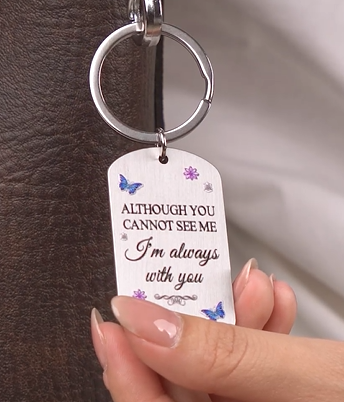 ALTHOUGH YOU
CANNOT SEE ME
I'm always
with you